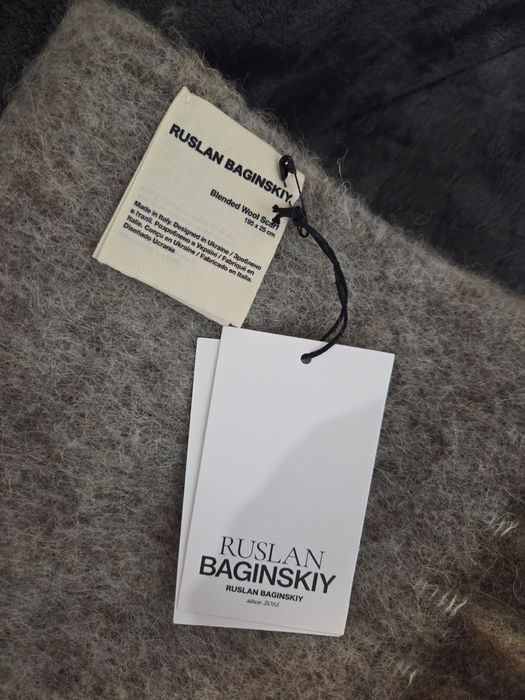 RUSLAN BAGINSKIY
Blended Wool Scarf
195 x 25 cm
Made in Italy. Designed in Ukraine / Зроблено
в Італії. Розроблено в Україні / Fabriqué en
Italie. Conçu en Ukraine / Fabricado en Italia.
Diseñado Ucrania
RUSLAN
BAGINSKIY
RUSLAN BAGINSKIY
since 2015